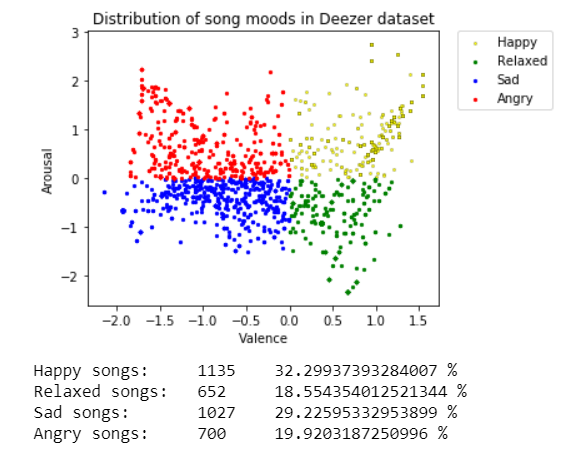 Distribution of song moods in Deezer dataset
3
2
1
0
−1
−2
Arousal
−2.0 −1.5 −1.0 −0.5 0.0 0.5 1.0 1.5
Valence
Happy
Relaxed
Sad
Angry
Happy songs: 1135 32.29937393284007 %
Relaxed songs: 652 18.554354012521344 %
Sad songs: 1027 29.22595332953899 %
Angry songs: 700 19.9203187250996 %